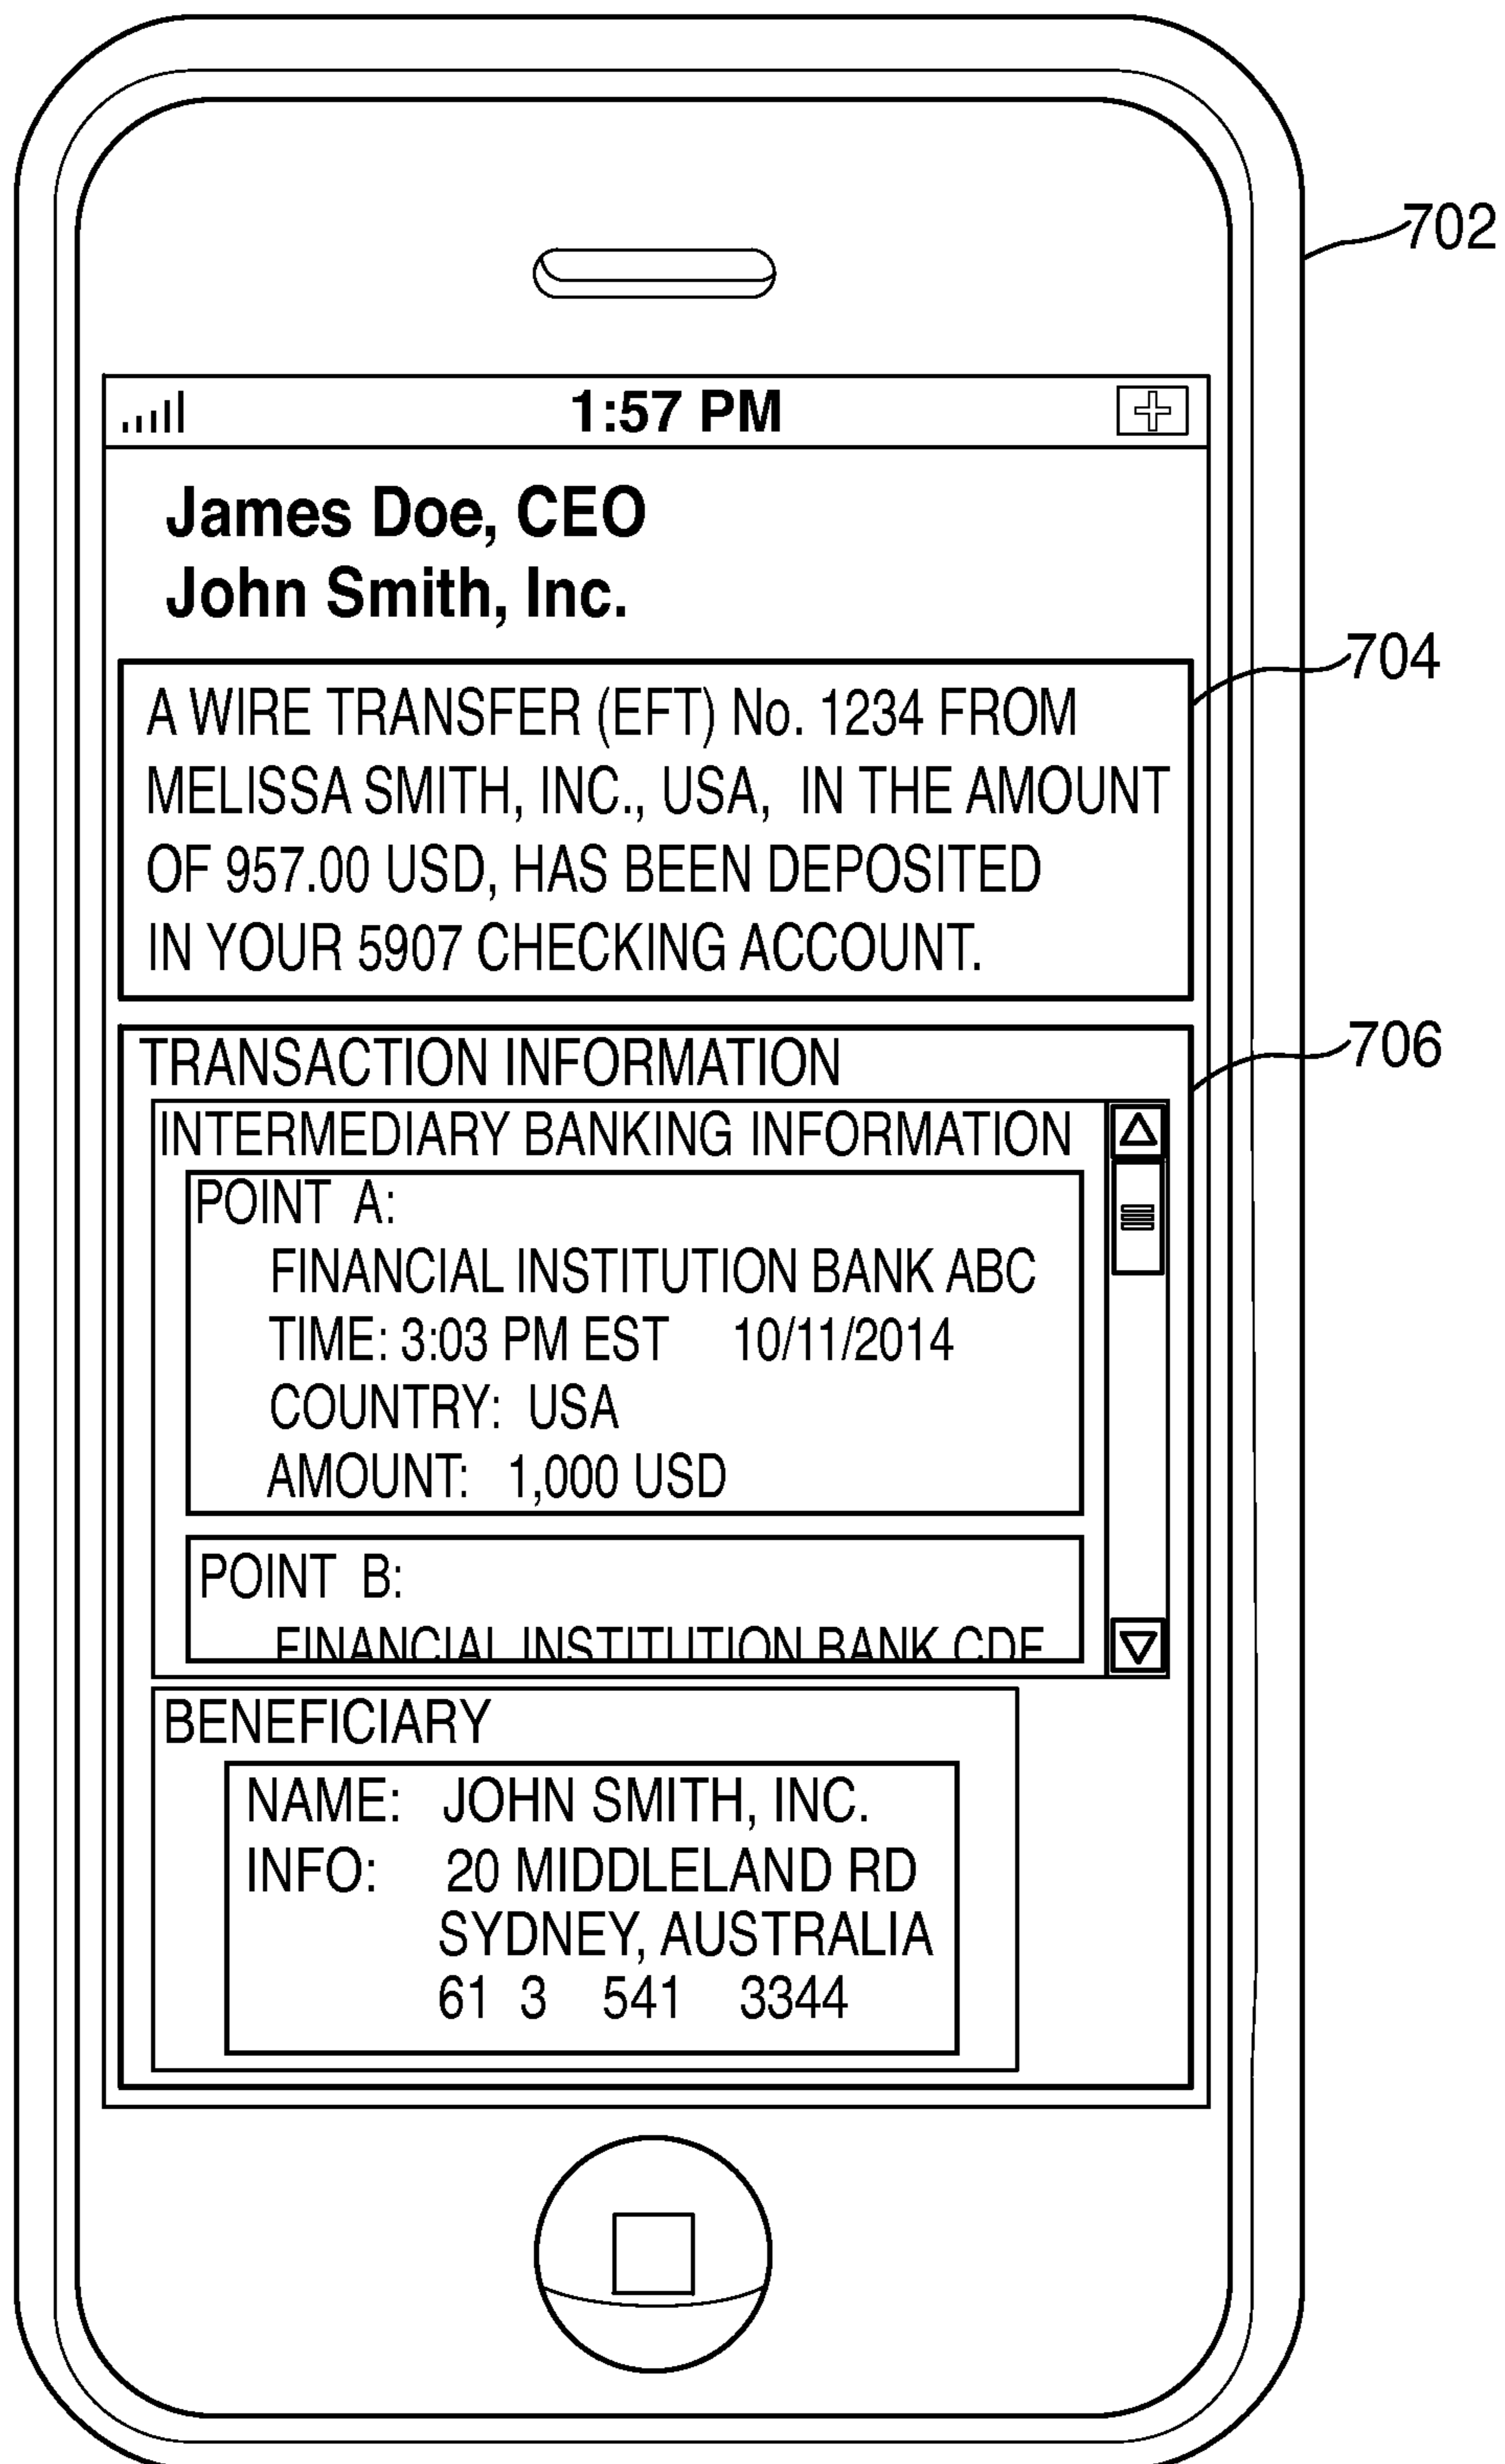 702
1:57 PM
James Doe, CEO
John Smith, Inc.
704
A WIRE TRANSFER (EFT) No. 1234 FROM
MELISSA SMITH, INC., USA, IN THE AMOUNT
OF 957.00 USD, HAS BEEN DEPOSITED
IN YOUR 5907 CHECKING ACCOUNT.
706
TRANSACTION INFORMATION
INTERMEDIARY BANKING INFORMATION
POINT A:
FINANCIAL INSTITUTION BANK ABC
TIME: 3:03 PM EST 10/11/2014
COUNTRY: USA
AMOUNT: 1,000 USD
POINT B:
FINANCIAL INSTITUTION BANK
BENEFICIARY
NAME: JOHN SMITH, INC.
INFO: 20 MIDDLELAND RD
SYDNEY, AUSTRALIA
61 3 541 3344